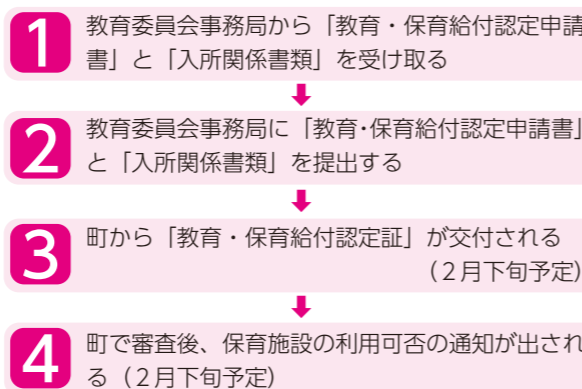 1 教育委員会事務局から「教育・保育給付認定申請
書」と「入所関係書類」を受け取る
2 教育委員会事務局に「教育・保育給付認定申請書」
と「入所関係書類」を提出する
3 町から「教育・保育給付認定証」が交付される
（２月下旬予定）
4 町で審査後、保育施設の利用可否の通知が出され
る（２月下旬予定）